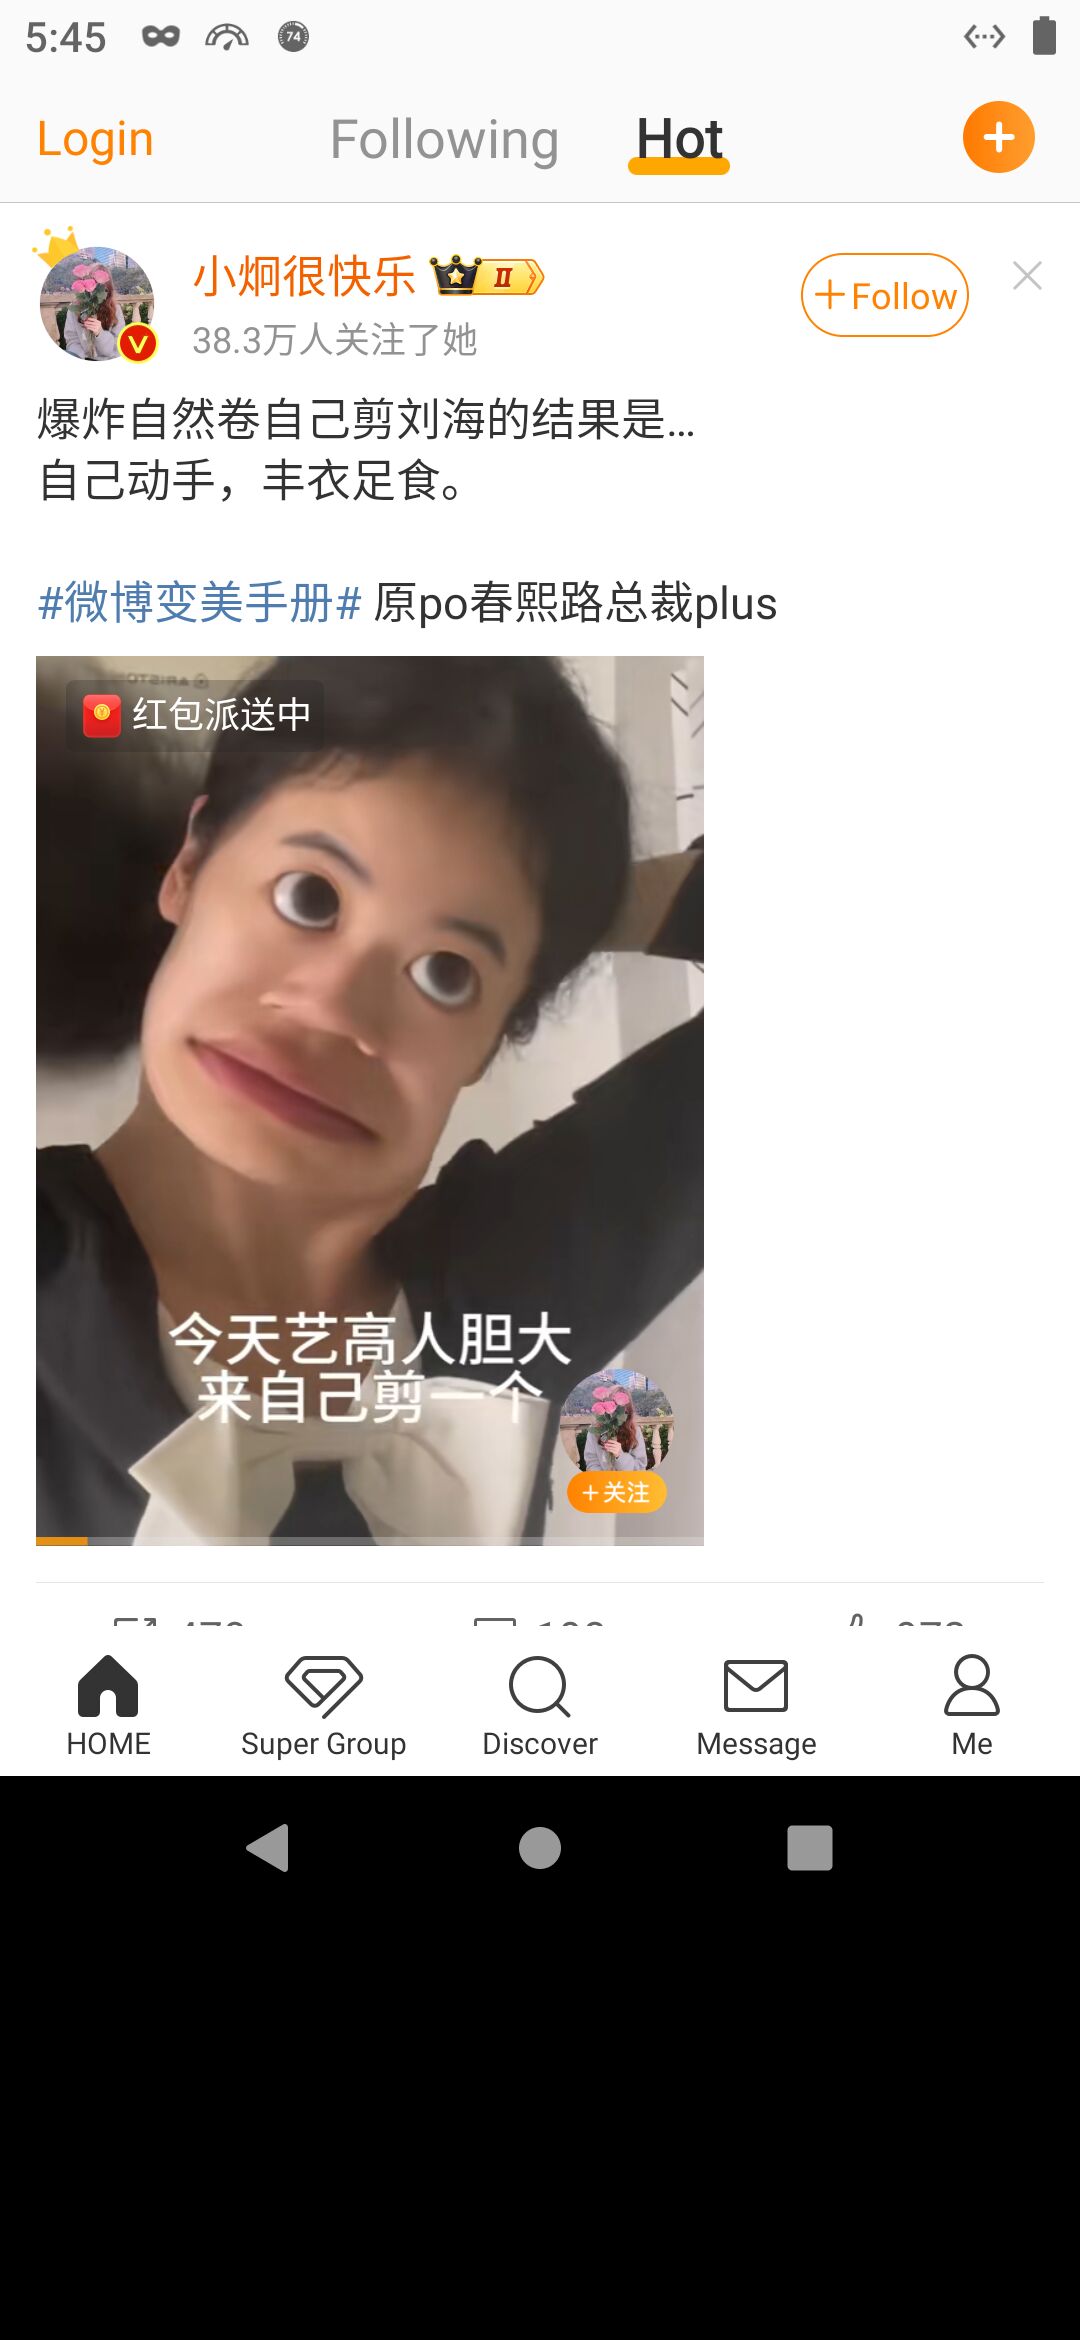 5:45
74
Login
Following
Hot
小炯很快乐
II
38.3万人关注了她
+Follow
爆炸自然卷自己剪刘海的结果是...
自己动手，丰衣足食。
#微博变美手册# 原po春熙路总裁plus
红包派送中
今天艺高人胆大
来自己剪一个
+关注
HOME
Super Group
Discover
Message
Me